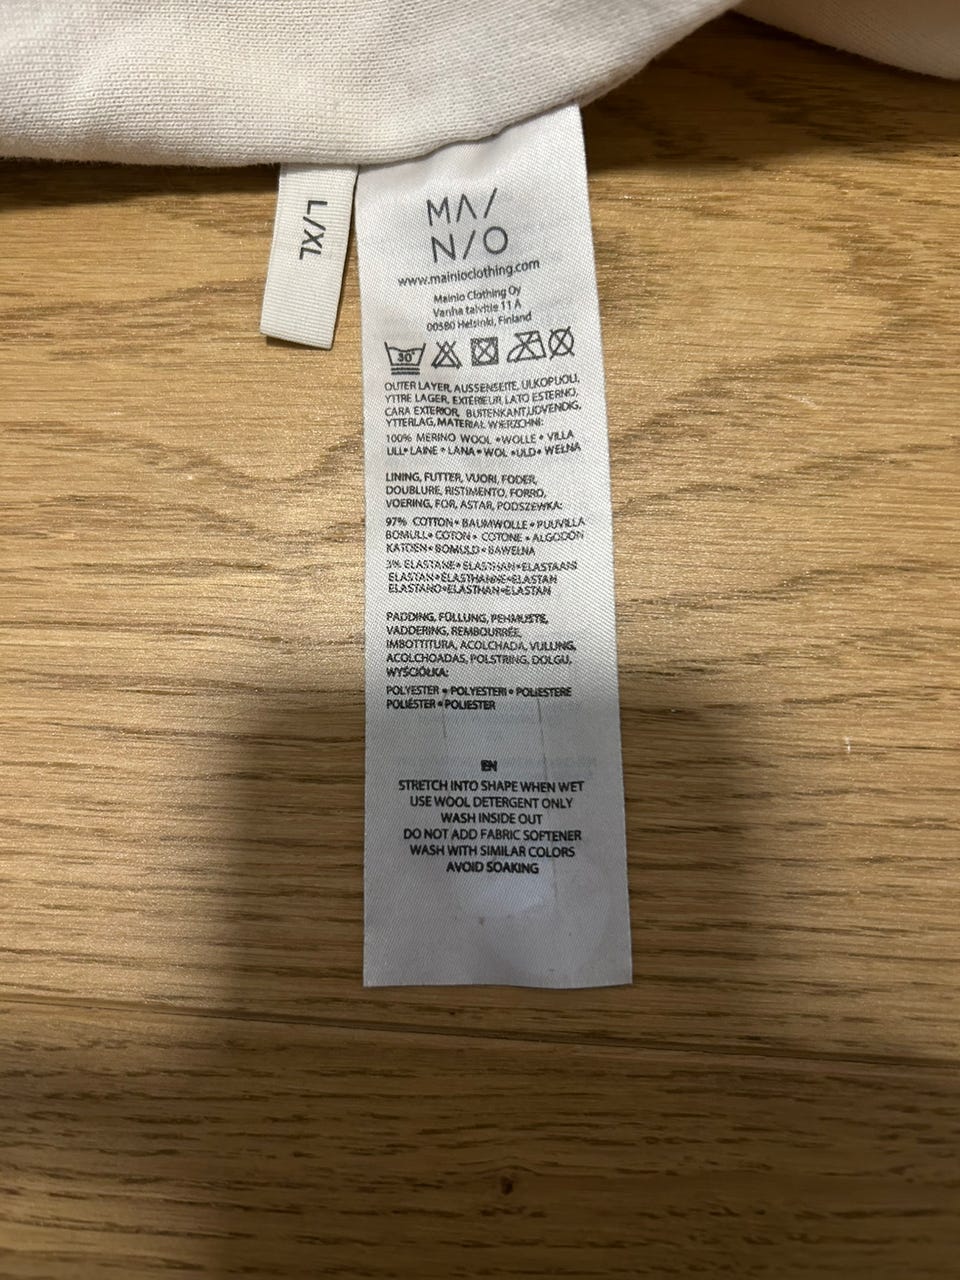 L/XL
MA/
N/O
www.mainioclothing.com
Mainio Clothing Oy
Vanha talvitie 11 A
00580 Helsinki, Finland
30°
OUTER LAYER, AUSSENSEITE, ULKOPUOLI,
YTTRE LAGER, EXTÉRIEUR, LATO ESTERNO,
CARA EXTERIOR, BUITENKANT,UDVENDIG,
YTTERLAG, MATERIAŁ WIERZCHNI:
100% MERINO WOOL •WOLLE • VILLA
ULL• LAINE • LANA • WOL •ULD• WEŁNA
LINING, FUTTER, VUORI, FODER,
DOUBLURE, RISTIMENTO, FORRO,
VOERING, FOR, ASTAR, PODSZEWKA:
97% COTTON• BAUMWOLLE • PUUVILLA
BOMULL• COTON • COTONE • ALGODÓN
KATOEN•BOMULD•BAWEŁNA
3% ELASTANE•ELASTHAN•ELASTAANI
ELASTAN•ÉLASTHANNE•ELASTAN
ELASTANO•ELASTHAN•ELASTAN
PADDING, FÜLLUNG, PEHMUSTE,
VADDERING, REMBOURRÉE,
IMBOTTITURA, ACOLCHADA, VULLING,
ACOLCHOADAS, POLSTRING, DOLGU,
WYŚCIÓŁKA:
POLYESTER • POLYESTERI • POLIESTERE
POLIÉSTER • POLIESTER
EN
STRETCH INTO SHAPE WHEN WET
USE WOOL DETERGENT ONLY
WASH INSIDE OUT
DO NOT ADD FABRIC SOFTENER
WASH WITH SIMILAR COLORS
AVOID SOAKING